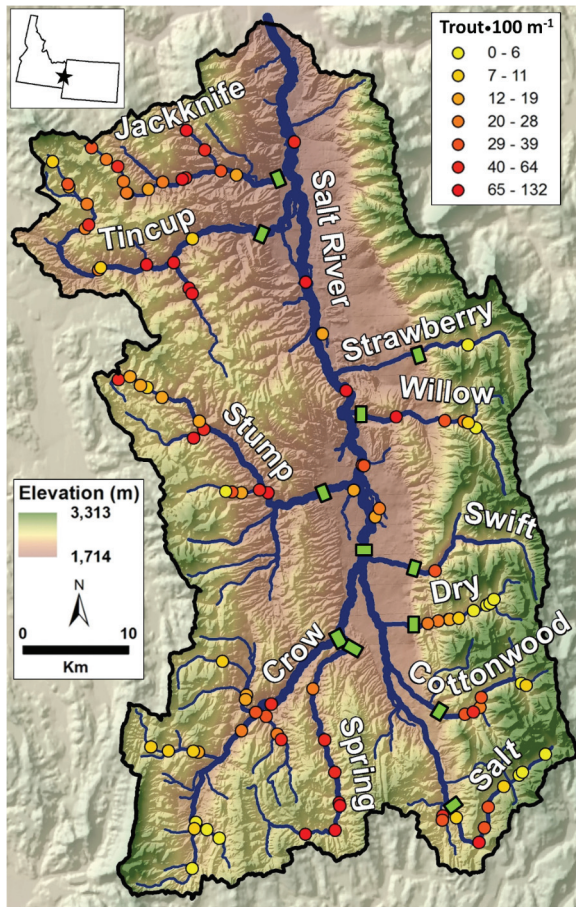 Trout•100 m-1
0 - 6
7 - 11
12 - 19
20 - 28
29 - 39
40 - 64
65 - 132
Jackknife
Tincup
Salt River
Strawberry
Willow
Stump
Swift
Dry
Crow
Cottonwood
Spring
Salt
Elevation (m)
3,313
1,714
N
0 10
Km